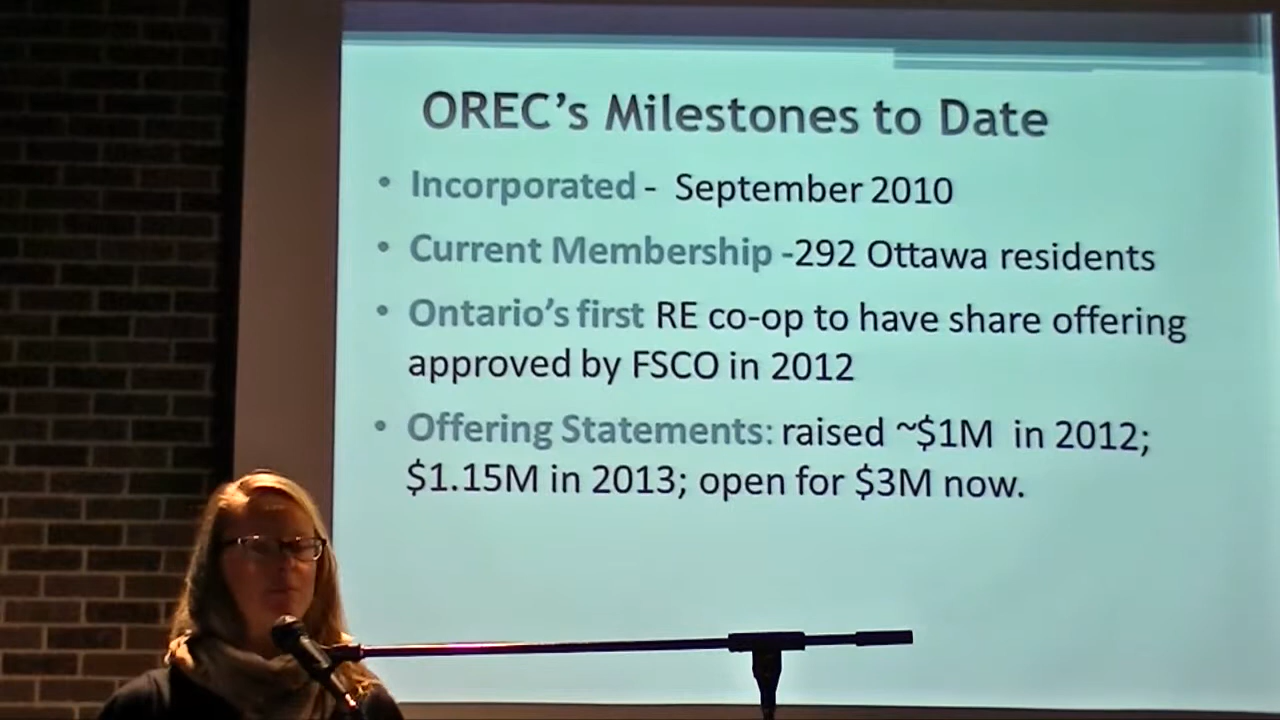 OREC's Milestones to Date
• Incorporated - September 2010
• Current Membership -292 Ottawa residents
• Ontario's first RE co-op to have share offering
approved by FSCO in 2012
• Offering Statements: raised ~$1M in 2012;
$1.15M in 2013; open for $3M now.